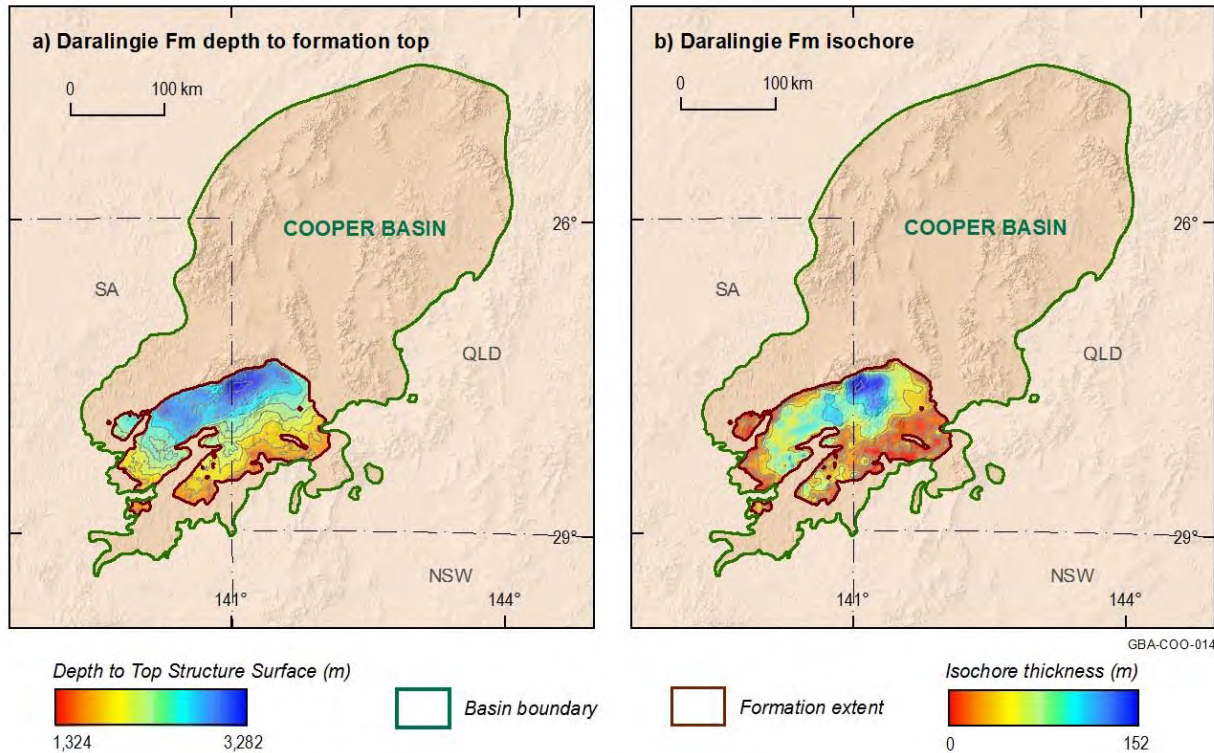 a) Daralingie Fm depth to formation top
0 100 km
COOPER BASIN
26°
SA
QLD
29°
NSW
141° 144°
b) Daralingie Fm isochore
0 100 km
COOPER BASIN
26°
SA
QLD
29°
NSW
141° 144°
GBA-COO-014
Depth to Top Structure Surface (m)
1,324 3,282
Basin boundary
Formation extent
Isochore thickness (m)
0 152